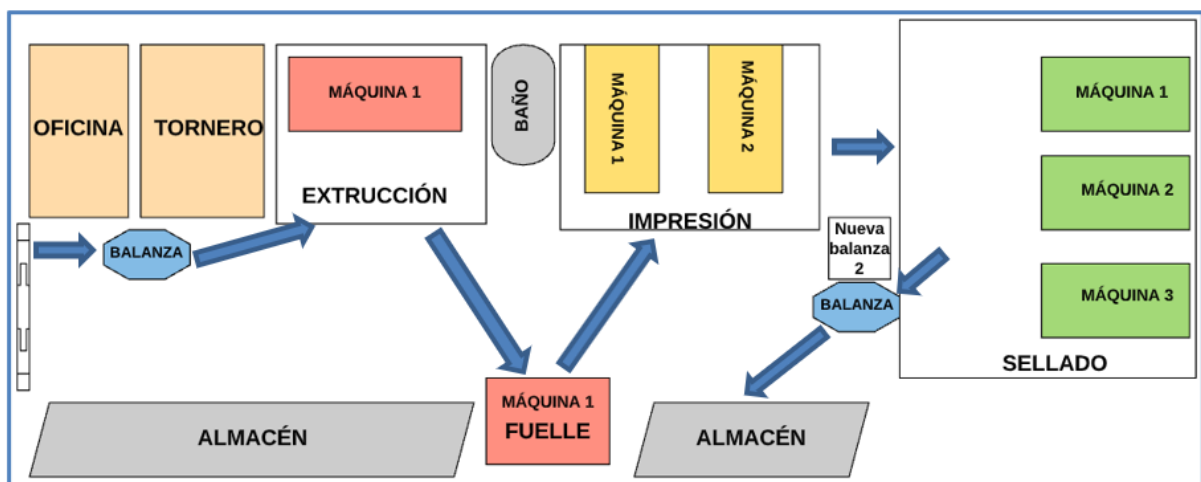 OFICINA
TORNERO
MÁQUINA 1
EXTRUCCIÓN
BAÑO
MÁQUINA 1
MÁQUINA 2
IMPRESIÓN
MÁQUINA 1
MÁQUINA 2
MÁQUINA 3
SELLADO
BALANZA
Nueva
balanza
2
BALANZA
ALMACÉN
MÁQUINA 1
FUELLE
ALMACÉN